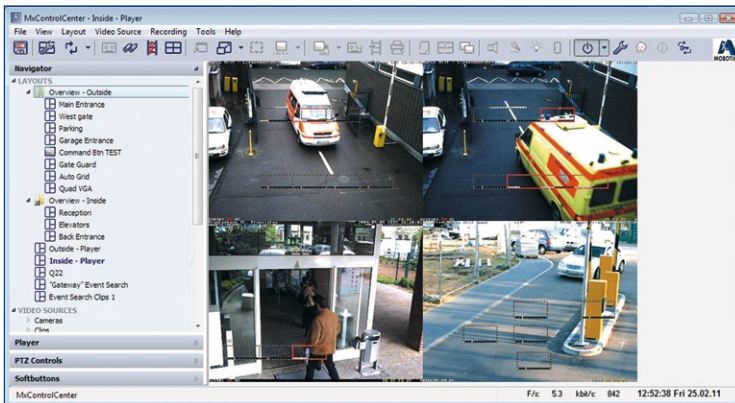 MxControlCenter - Inside - Player
File View Layout Video Source Recording Tools Help
MOBOTIX
Navigator
LAYOUTS
Overview - Outside
Main Entrance
West gate
Parking
Garage Entrance
Command Btn TEST
Gate Guard
Auto Grid
Quad VGA
Overview - Inside
Reception
Elevators
Back Entrance
Outside - Player
Inside - Player
Q22
"Gateway" Event Search
Event Search Clips 1
VIDEO SOURCES
Cameras
Clips
Player
PTZ Controls
Softbuttons
MxControlCenter F/s: 5.3 kbit/s: 842 12:52:38 Fri 25.02.11